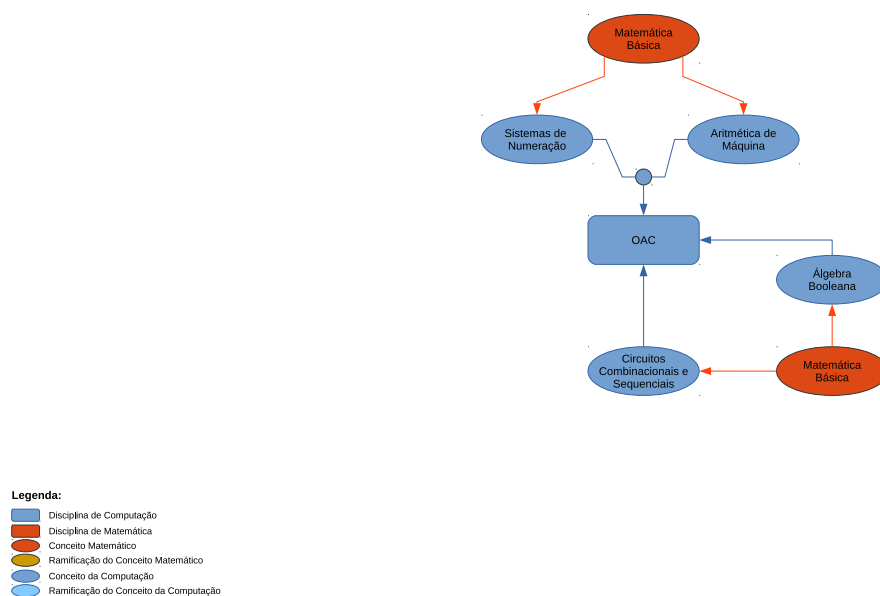 Matemática
Básica
Sistemas de
Numeração
Aritmética de
Máquina
OAC
Álgebra
Booleana
Circuitos
Combinacionais e
Sequenciais
Matemática
Básica
Legenda:
Disciplina de Computação
Disciplina de Matemática
Conceito Matemático
Ramificação do Conceito Matemático
Conceito da Computação
Ramificação do Conceito da Computação